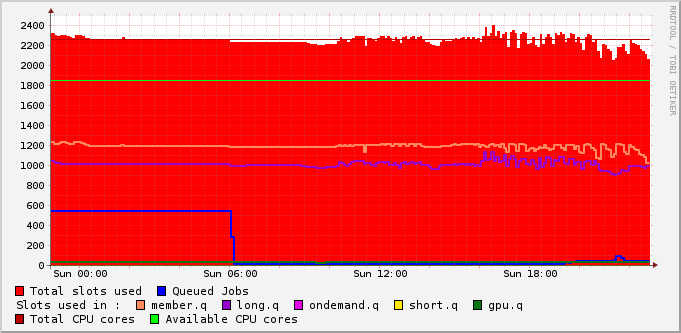 2400
2200
2000
1800
1600
1400
1200
1000
800
600
400
200
0
Sun 00:00 Sun 06:00 Sun 12:00 Sun 18:00
Total slots used Queued Jobs
Slots used in : member.q long.q ondemand.q short.q gpu.q
Total CPU cores Available CPU cores
RRDTOOL / TOBI OETIKER